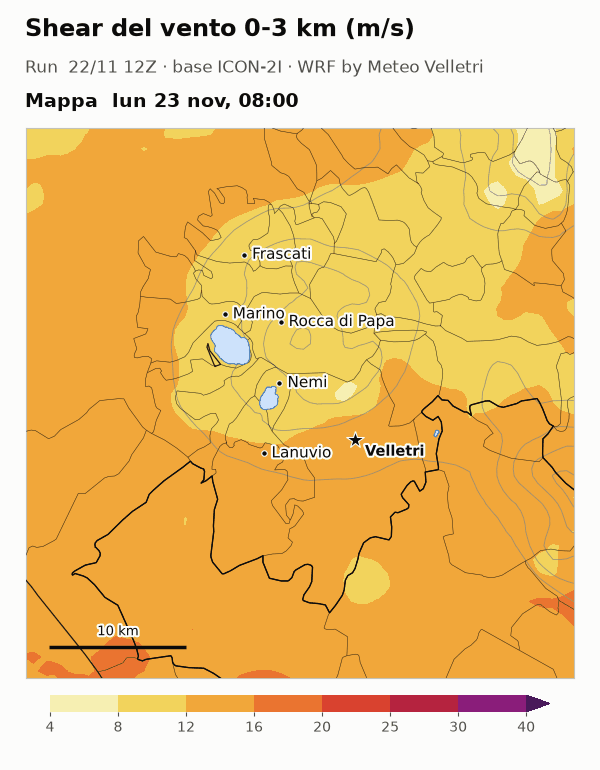 Shear del vento 0-3 km (m/s)
Run  22/11 12Z · base ICON-2I · WRF by Meteo Velletri
Mappa  lun 23 nov, 08:00
Frascati
Marino
Rocca di Papa
Nemi
Velletri
Lanuvio
10 km
4 8 12 16 20 25 30 40